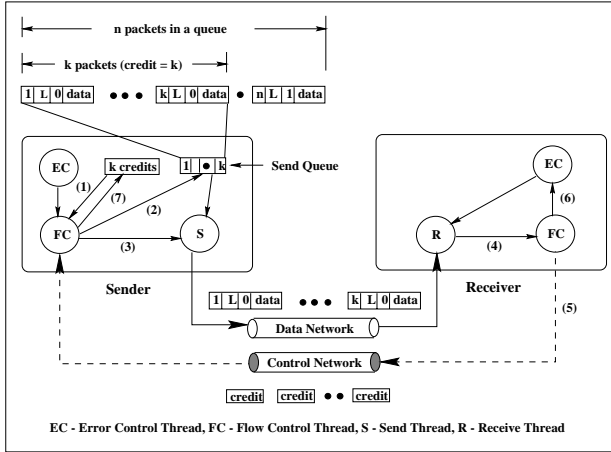 n packets in a queue
k packets (credit = k)
1 L 0 data ● ● ● k L 0 data ● n L 1 data
EC
k credits
1 ● k
Send Queue
(1)
(7)
(2)
FC
(3)
S
Sender
EC
(6)
R
(4)
FC
Receiver
(5)
1 L 0 data ● ● ● k L 0 data
Data Network
Control Network
credit credit ● ● credit
EC - Error Control Thread, FC - Flow Control Thread, S - Send Thread, R - Receive Thread